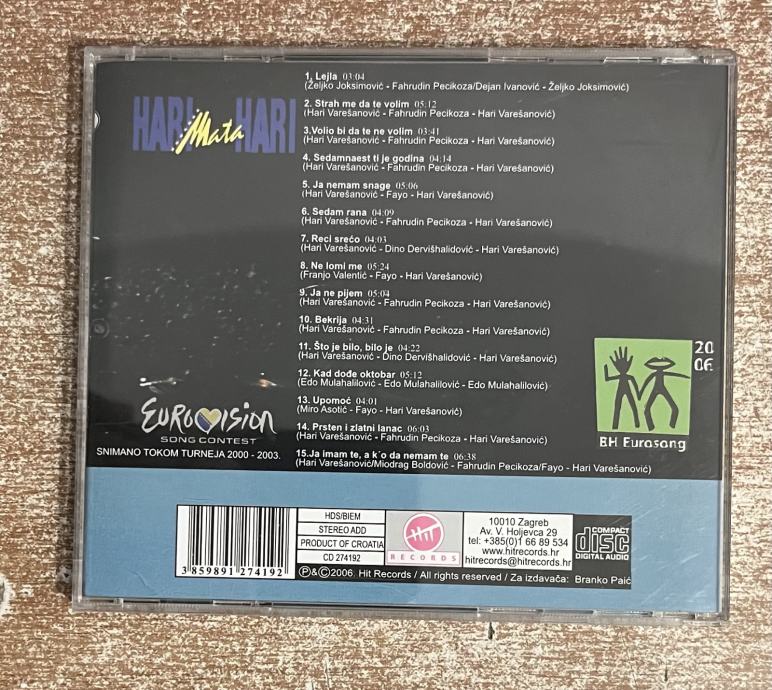 HARI Mata HARI
1. Lejla 03:04
(Željko Joksimović - Fahrudin Pecikoza/Dejan Ivanović - Željko Joksimović)
2. Strah me da te volim 05:12
(Hari Varešanović - Fahrudin Pecikoza - Hari Varešanović)
3.Volio bi da te ne volim 03:41
(Hari Varešanović - Fahrudin Pecikoza - Hari Varešanović)
4. Sedamnaest ti je godina 04:14
(Hari Varešanović - Fahrudin Pecikoza - Hari Varešanović)
5. Ja nemam snage 05:06
(Hari Varešanović - Fayo - Hari Varešanović)
6. Sedam rana 04:09
(Hari Varešanović - Fahrudin Pecikoza - Hari Varešanović)
7. Reci srećo 04:03
(Hari Varešanović - Dino Dervišhalidović - Hari Varešanović)
8. Ne lomi me 05:24
(Franjo Valentić - Fayo - Hari Varešanović)
9. Ja ne pijem 05:04
(Hari Varešanović - Fahrudin Pecikoza - Hari Varešanović)
10. Bekrija 04:31
(Hari Varešanović - Fahrudin Pecikoza - Hari Varešanović)
11. Što je bilo, bilo je 04:22
(Hari Varešanović - Dino Dervišhalidović - Hari Varešanović)
12. Kad dođe oktobar 05:12
(Edo Mulahalilović - Edo Mulahalilović - Edo Mulahalilović)
13. Upomoć 04:01
(Miro Asotić - Fayo - Hari Varešanović)
14. Prsten i zlatni lanac 06:03
(Hari Varešanović - Fahrudin Pecikoza - Hari Varešanović)
15.Ja imam te, a k´o da nemam te 06:38
(Hari Varešanović/Miodrag Boldović - Fahrudin Pecikoza/Fayo - Hari Varešanović)
EUROVISION
SONG CONTEST
SNIMANO TOKOM TURNEJA 2000 - 2003.
20
06
BH Eurosong
3 859891 274192
HDS/BIEM
STEREO ADD
PRODUCT OF CROATIA
CD 274192
HIT
RECORDS
10010 Zagreb
Av. V. Holjevca 29
tel: +385(0)1 66 89 534
www.hitrecords.hr
hitrecords@hitrecords.hr
COMPACT
disc
DIGITAL AUDIO
℗&©2006. Hit Records / All rights reserved / Za izdavača: Branko Paić